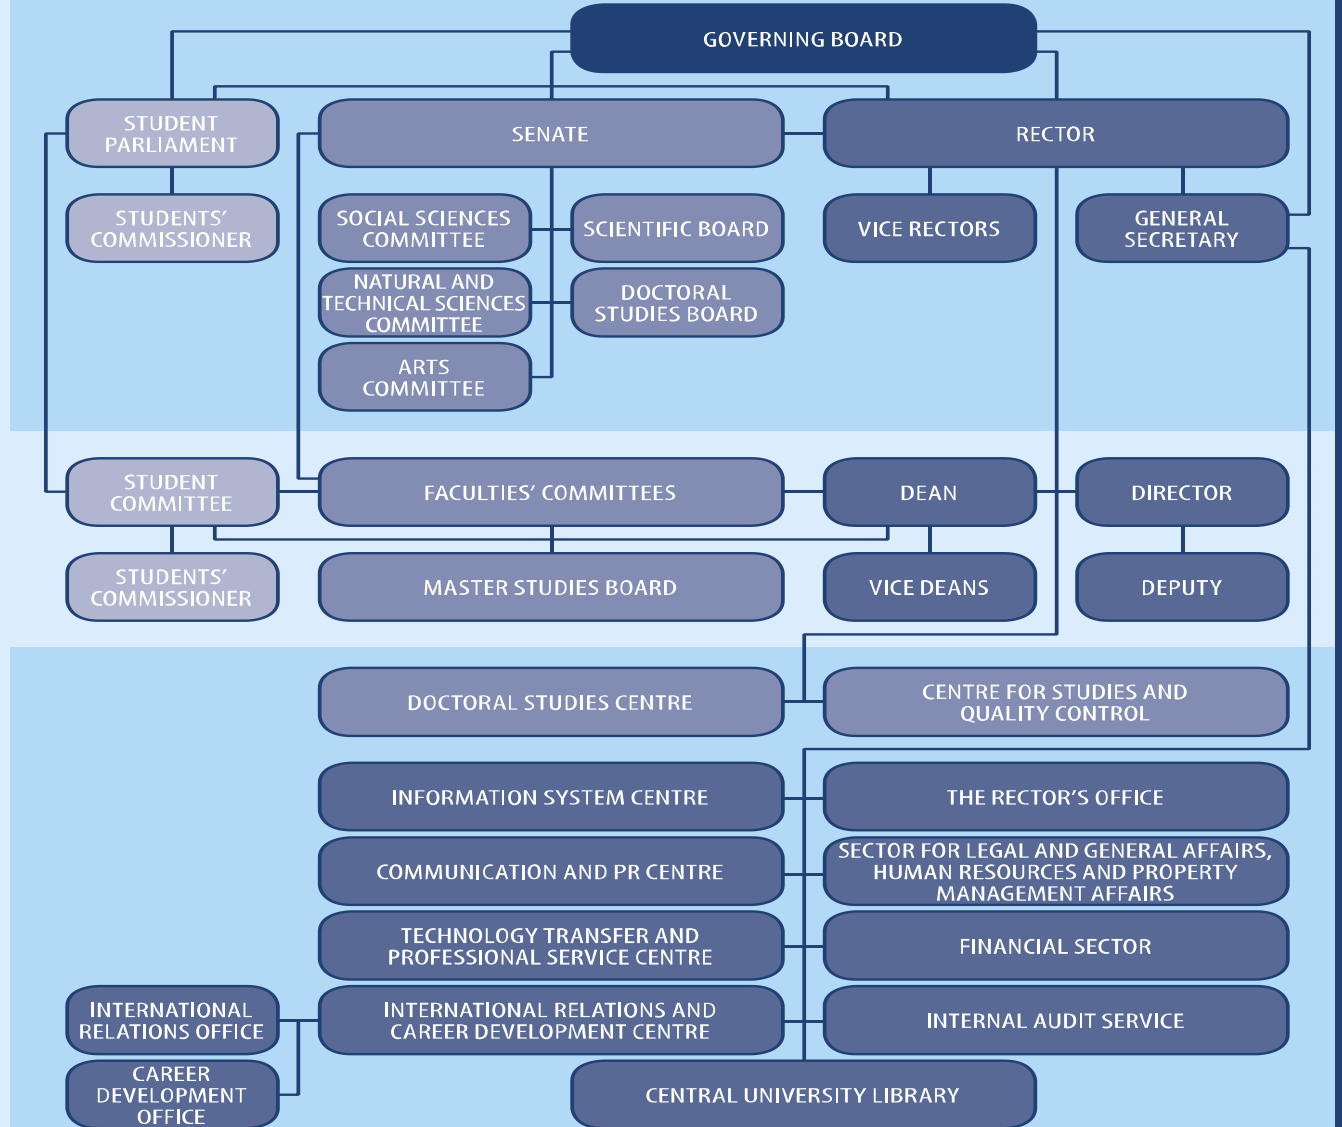 GOVERNING BOARD
STUDENT
PARLIAMENT
SENATE
RECTOR
STUDENTS’
COMMISSIONER
SOCIAL SCIENCES
COMMITTEE
SCIENTIFIC BOARD
VICE RECTORS
GENERAL
SECRETARY
NATURAL AND
TECHNICAL SCIENCES
COMMITTEE
DOCTORAL
STUDIES BOARD
ARTS
COMMITTEE
STUDENT
COMMITTEE
FACULTIES’ COMMITTEES
DEAN
DIRECTOR
STUDENTS’
COMMISSIONER
MASTER STUDIES BOARD
VICE DEANS
DEPUTY
DOCTORAL STUDIES CENTRE
CENTRE FOR STUDIES AND
QUALITY CONTROL
INFORMATION SYSTEM CENTRE
THE RECTOR’S OFFICE
COMMUNICATION AND PR CENTRE
SECTOR FOR LEGAL AND GENERAL AFFAIRS,
HUMAN RESOURCES AND PROPERTY
MANAGEMENT AFFAIRS
TECHNOLOGY TRANSFER AND
PROFESSIONAL SERVICE CENTRE
FINANCIAL SECTOR
INTERNATIONAL
RELATIONS OFFICE
INTERNATIONAL RELATIONS AND
CAREER DEVELOPMENT CENTRE
INTERNAL AUDIT SERVICE
CAREER
DEVELOPMENT
OFFICE
CENTRAL UNIVERSITY LIBRARY